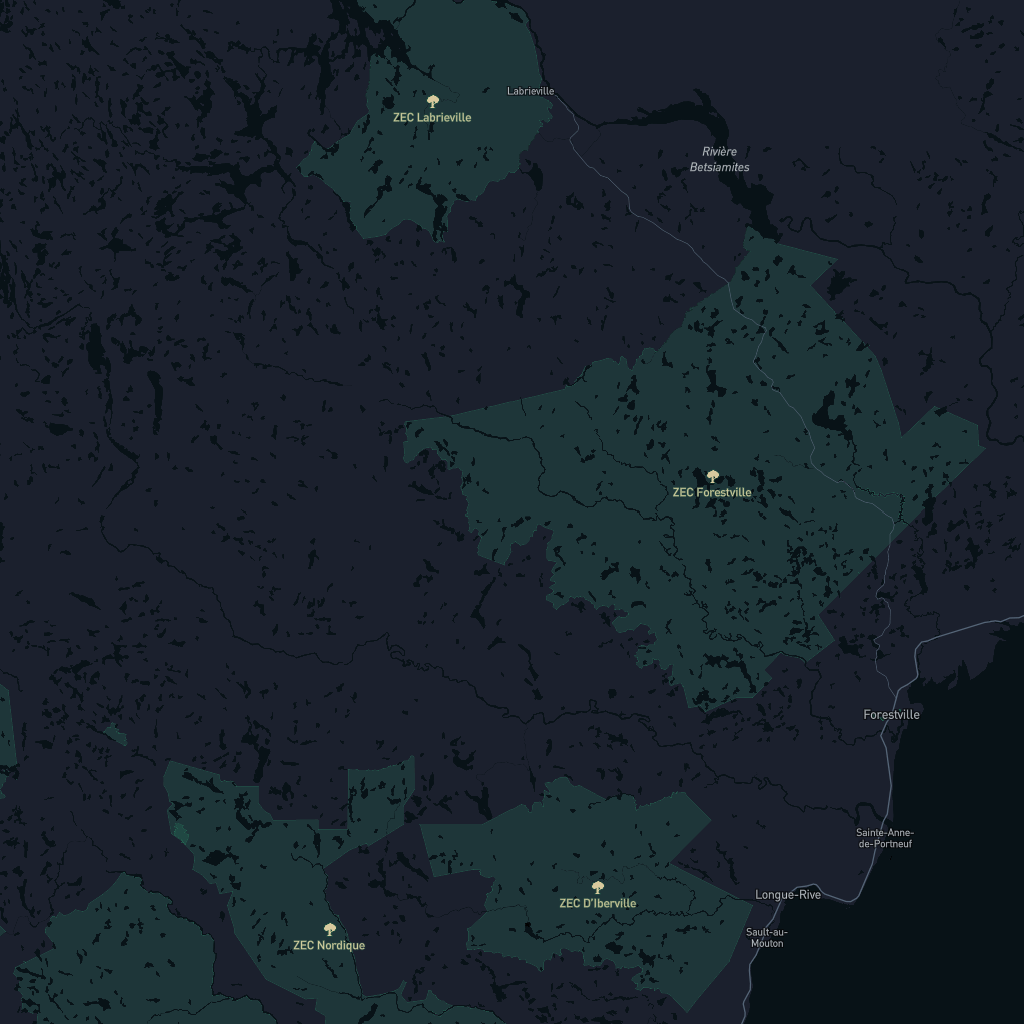 Labrieville
ZEC Labrieville
Rivière
Betsiamites
ZEC Forestville
Forestville
Sainte-Anne-
de-Portneuf
ZEC D'Iberville
Longue-Rive
Sault-au-
Mouton
ZEC Nordique